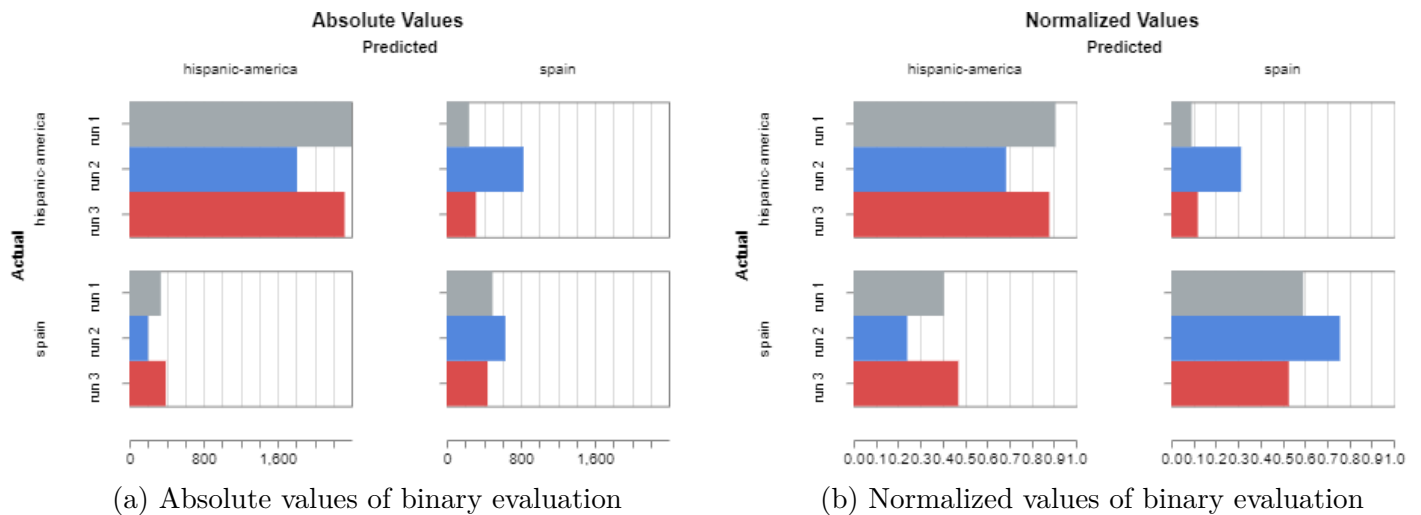 Absolute Values
Predicted
hispanic-america
spain
Actual
hispanic-america
run 1
run 2
run 3
spain
run 1
run 2
run 3
0
800
1,600
0
800
1,600
(a) Absolute values of binary evaluation
Normalized Values
Predicted
hispanic-america
spain
Actual
hispanic-america
run 1
run 2
run 3
spain
run 1
run 2
run 3
0.00.10.20.30.40.50.60.70.80.91.0
0.00.10.20.30.40.50.60.70.80.91.0
(b) Normalized values of binary evaluation